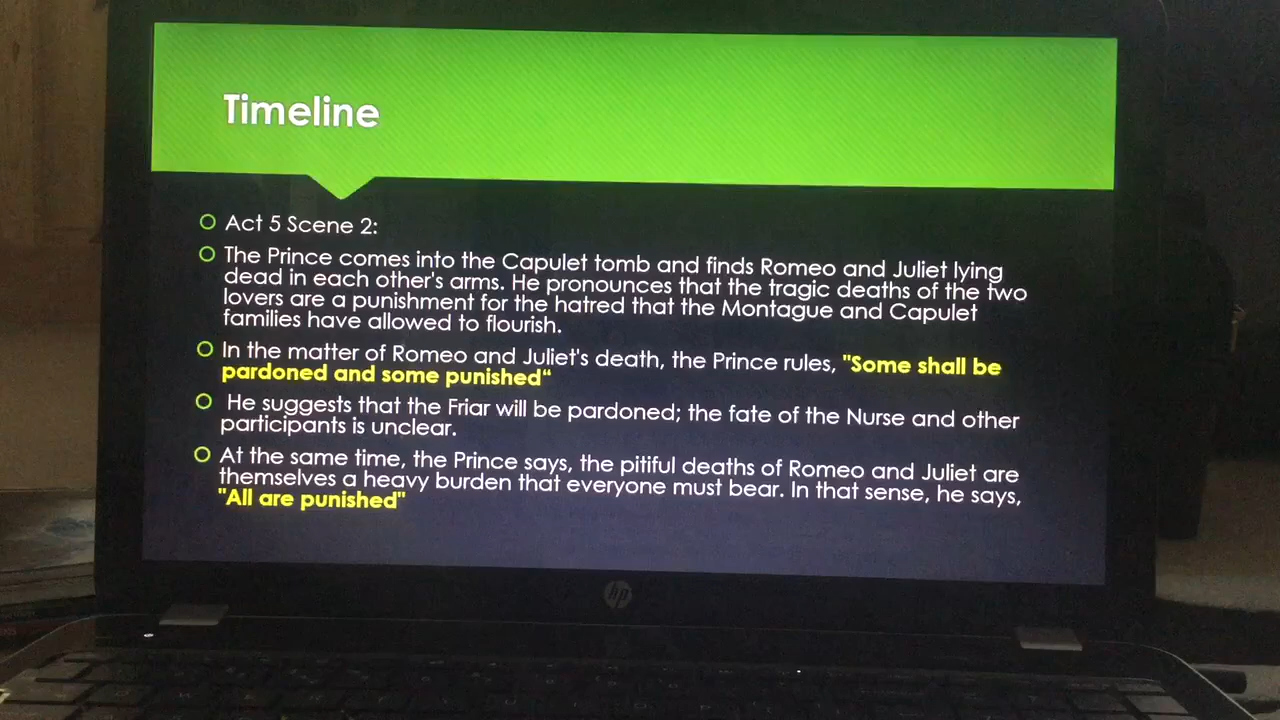 Timeline
Act 5 Scene 2:
The Prince comes into the Capulet tomb and finds Romeo and Juliet lying
dead in each other's arms. He pronounces that the tragic deaths of the two
lovers are a punishment for the hatred that the Montague and Capulet
families have allowed to flourish.
In the matter of Romeo and Juliet's death, the Prince rules, "Some shall be
pardoned and some punished“
He suggests that the Friar will be pardoned; the fate of the Nurse and other
participants is unclear.
At the same time, the Prince says, the pitiful deaths of Romeo and Juliet are
themselves a heavy burden that everyone must bear. In that sense, he says,
"All are punished"
hp